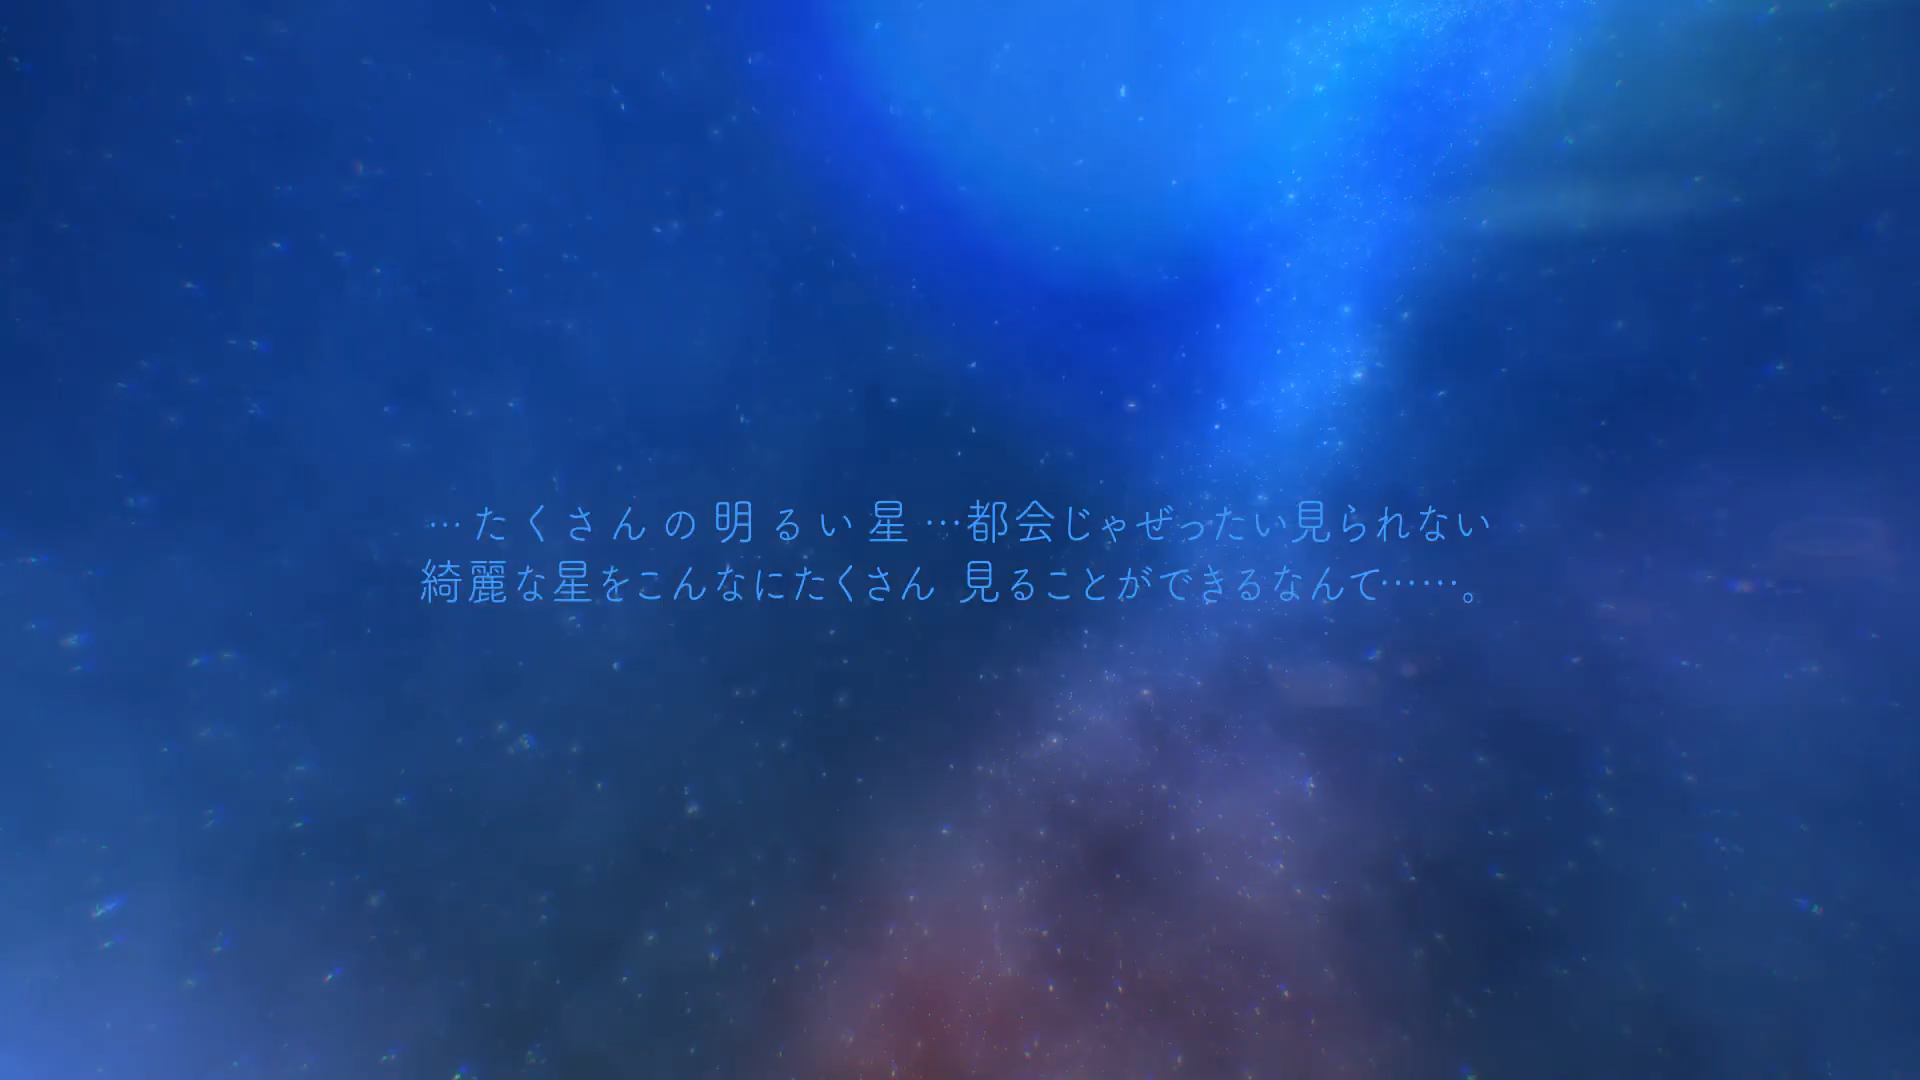 …たくさんの明るい星…都会じゃぜったい見られない
綺麗な星をこんなにたくさん 見ることができるなんて……。